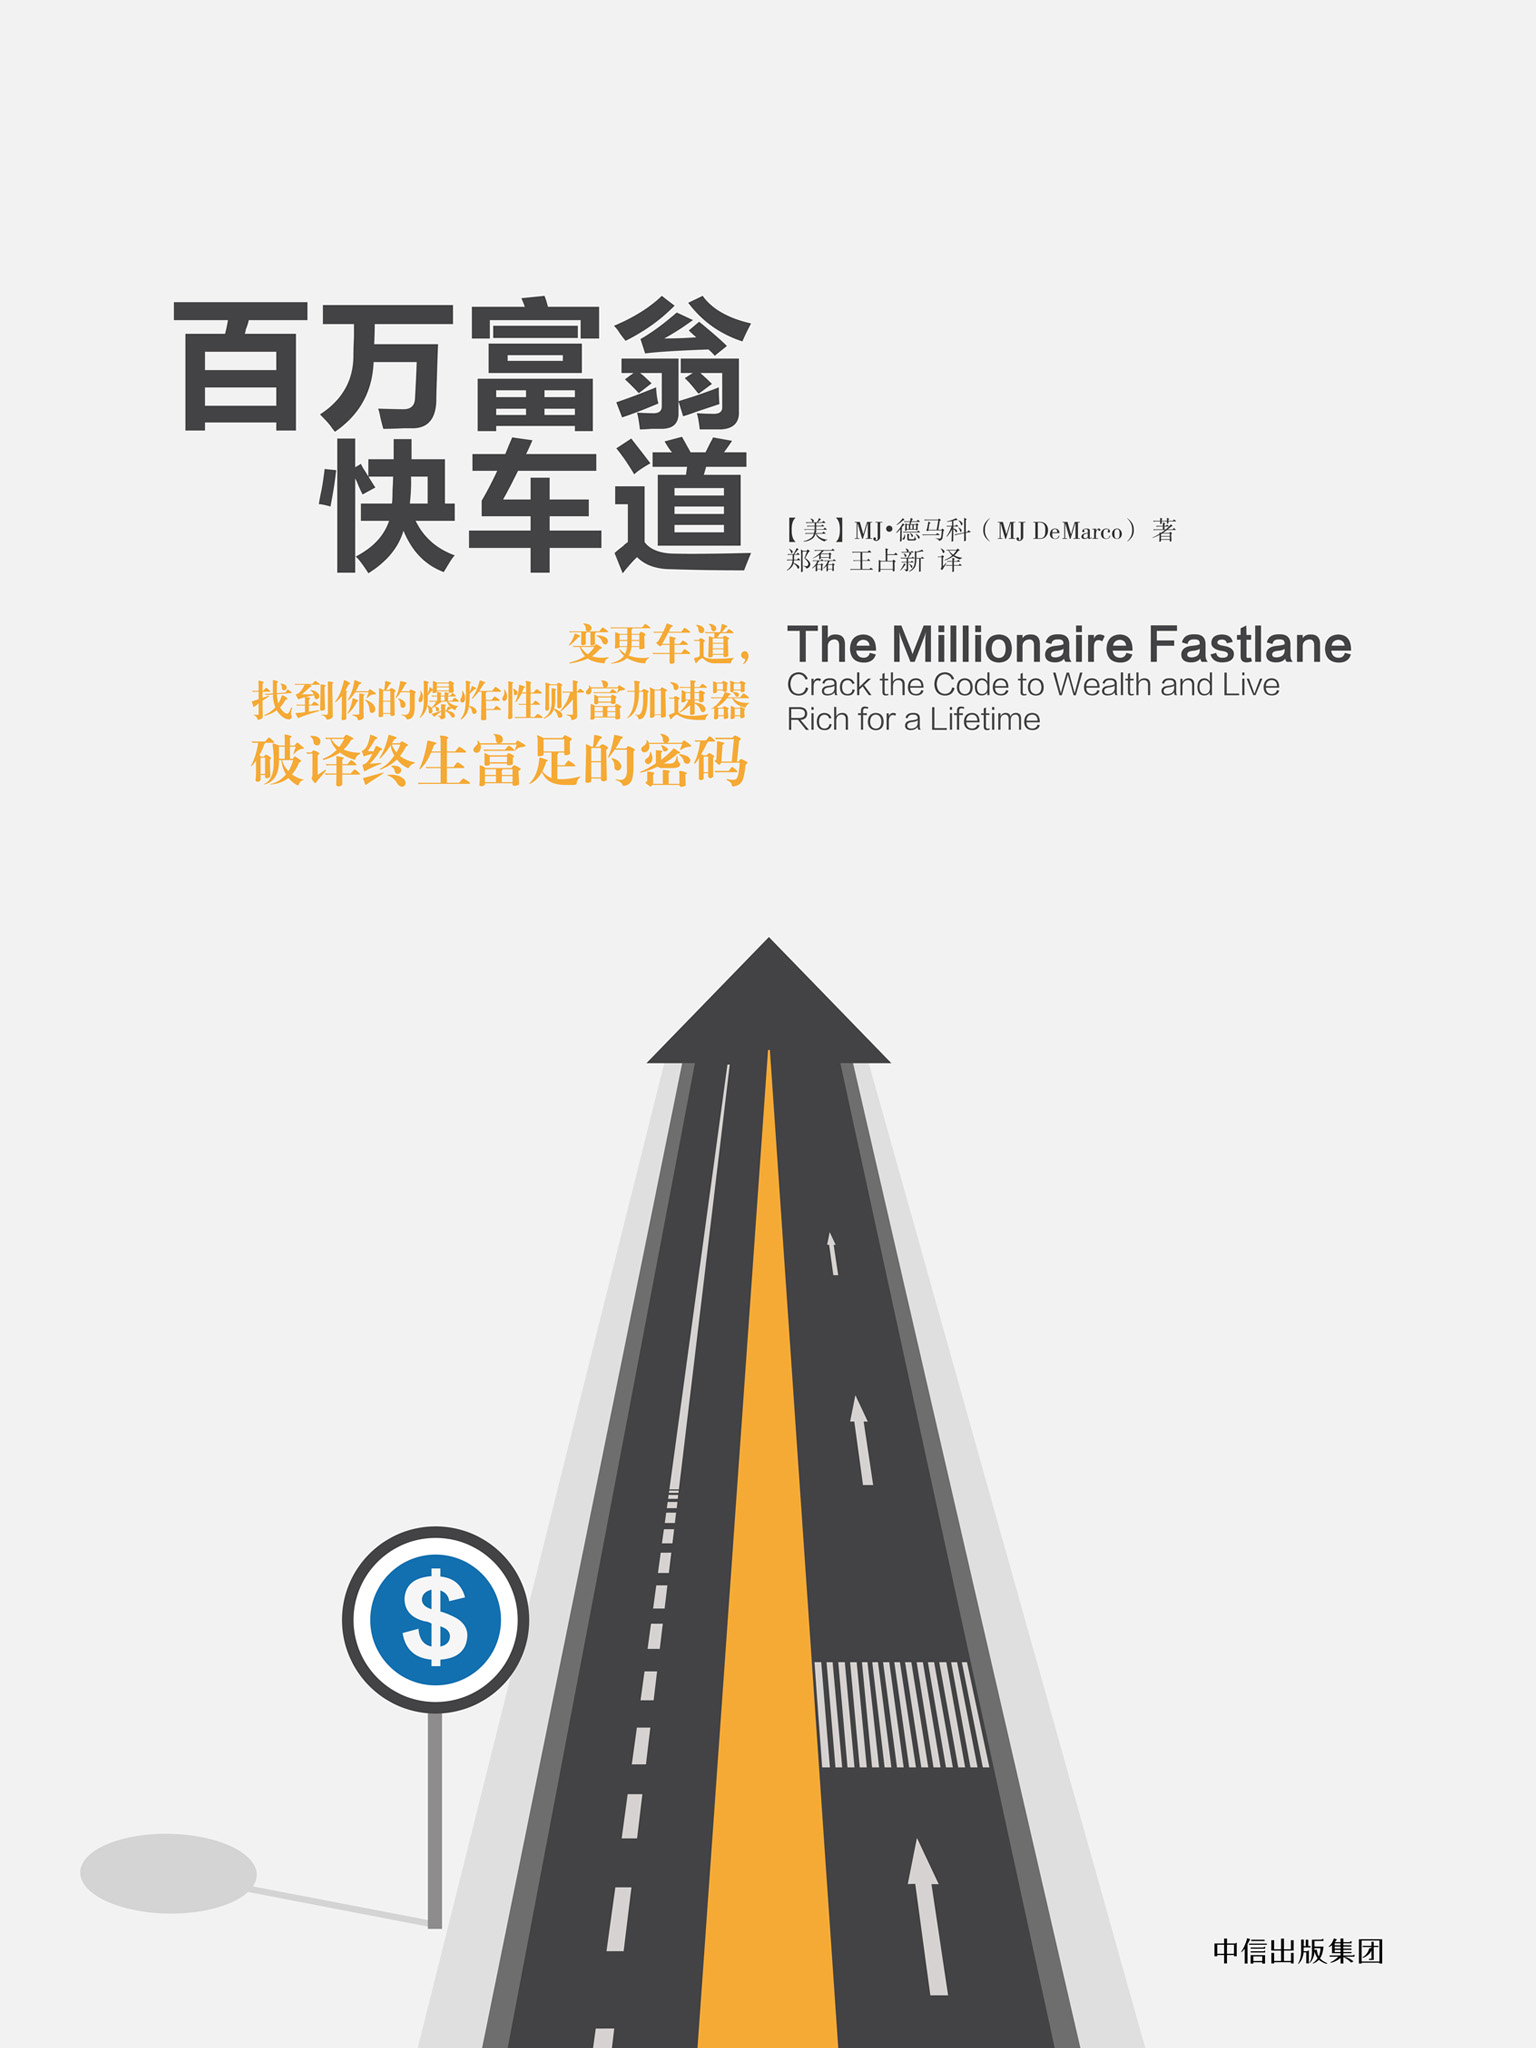 百万富翁
快车道
【美】MJ•德马科（MJ DeMarco）著
郑磊 王占新 译
变更车道，
找到你的爆炸性财富加速器
破译终生富足的密码
The Millionaire Fastlane
Crack the Code to Wealth and Live
Rich for a Lifetime
$
中信出版集团